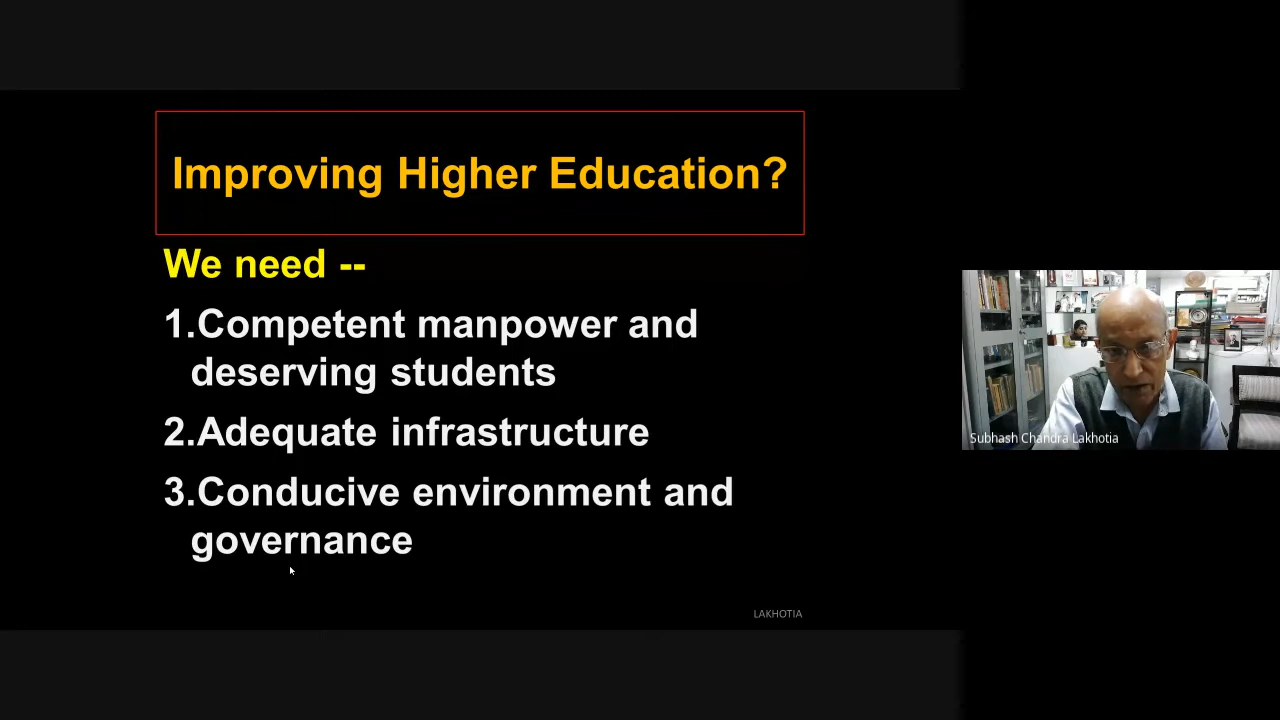 Improving Higher Education?
We need --
1.Competent manpower and
deserving students
2.Adequate infrastructure
3.Conducive environment and
governance
LAKHOTIA
Subhash Chandra Lakhotia